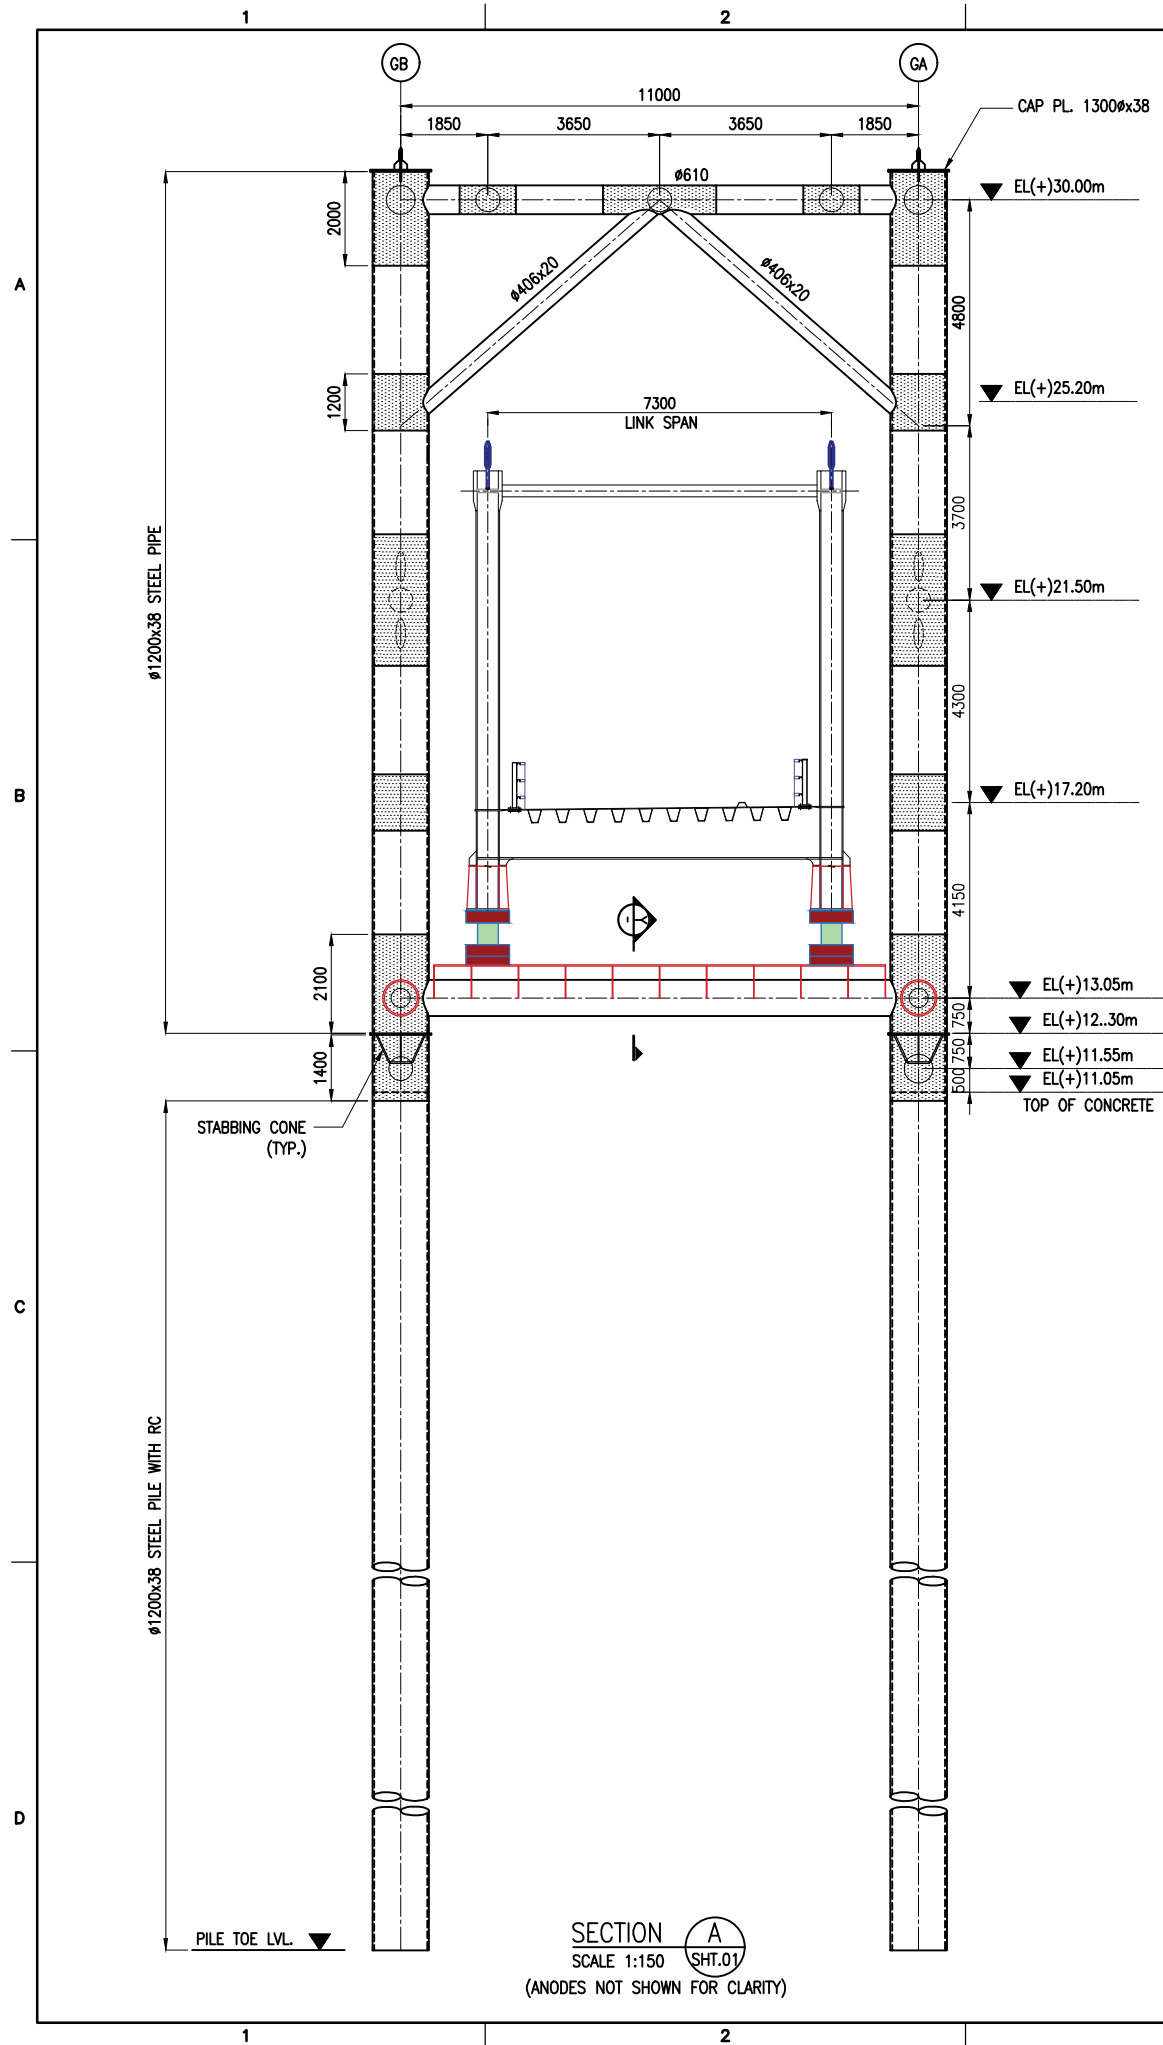 1
2
GB
GA
11000
CAP PL. 1300øx38
1850
3650
3650
1850
ø610
EL(+)30.00m
2000
A
ø406x20
ø406x20
4800
EL(+)25.20m
1200
7300
LINK SPAN
3700
ø1200x38 STEEL PIPE
EL(+)21.50m
4300
B
EL(+)17.20m
4150
2100
EL(+)13.05m
750
EL(+)12..30m
750
EL(+)11.55m
1400
500
EL(+)11.05m
TOP OF CONCRETE
STABBING CONE
(TYP.)
C
ø1200x38 STEEL PILE WITH RC
D
PILE TOE LVL.
SECTION
A
SCALE 1:150
SHT.01
(ANODES NOT SHOWN FOR CLARITY)
1
2